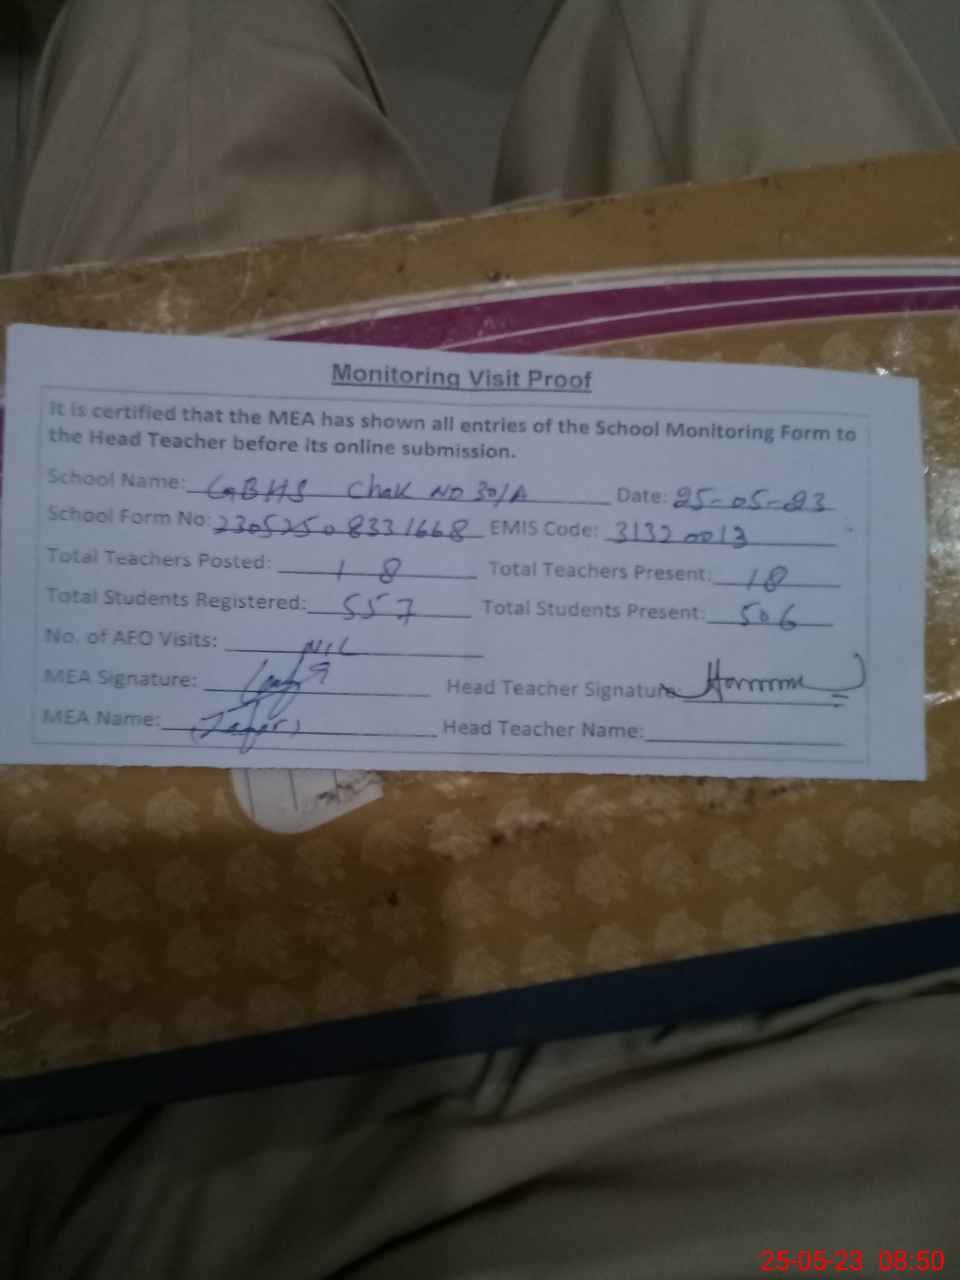 Monitoring Visit Proof
It is certified that the MEA has shown all entries of the School Monitoring Form to
the Head Teacher before its online submission.
School Name: GBHS Chak NO 30/A Date: 25-05-23
School Form No: 23052508331668 EMIS Code: 31320013
Total Teachers Posted: 18 Total Teachers Present: 18
Total Students Registered: 557 Total Students Present: 506
No. of AEO Visits: NIL
MEA Signature: Head Teacher Signature
MEA Name: (Jafar) Head Teacher Name:
25-05-23 08:50